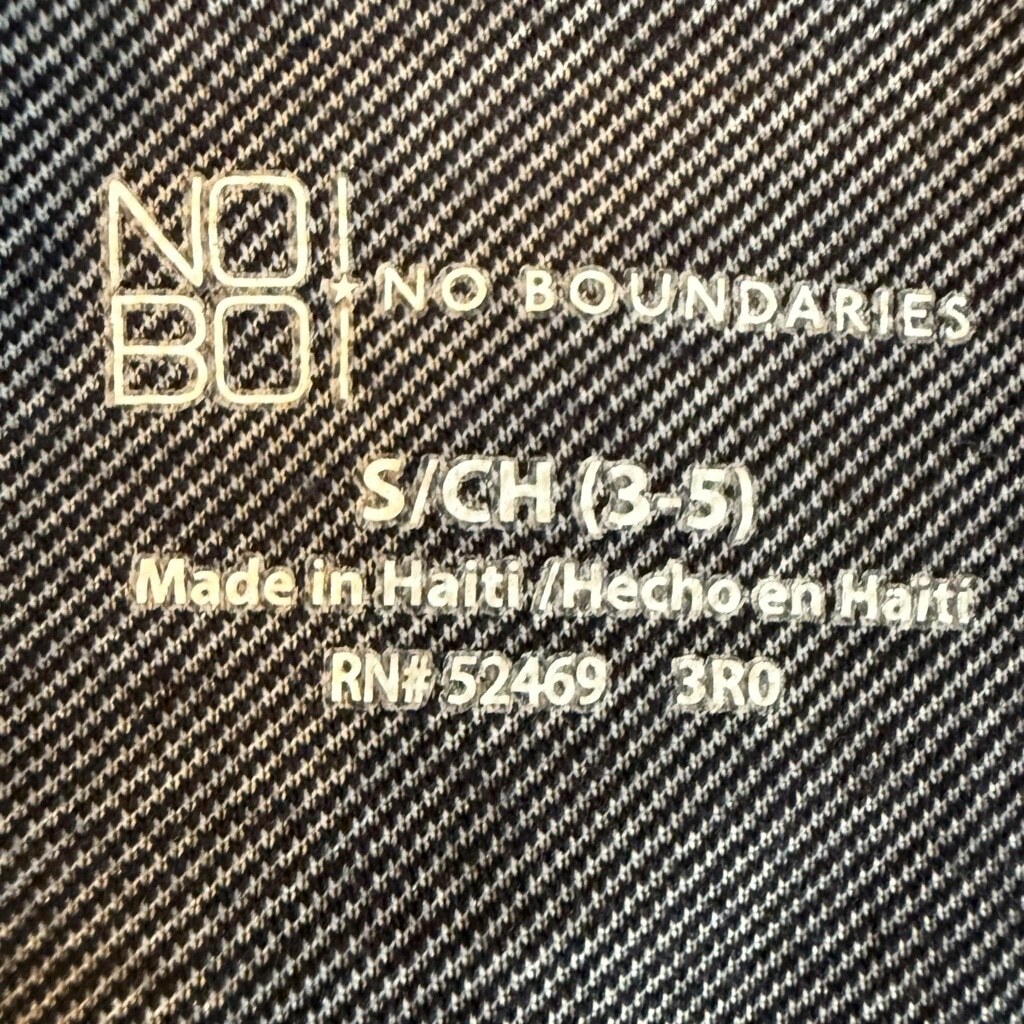 NO
BO
NO BOUNDARIES
S/CH (3-5)
Made in Haiti /Hecho en Haiti
RN# 52469 3R0